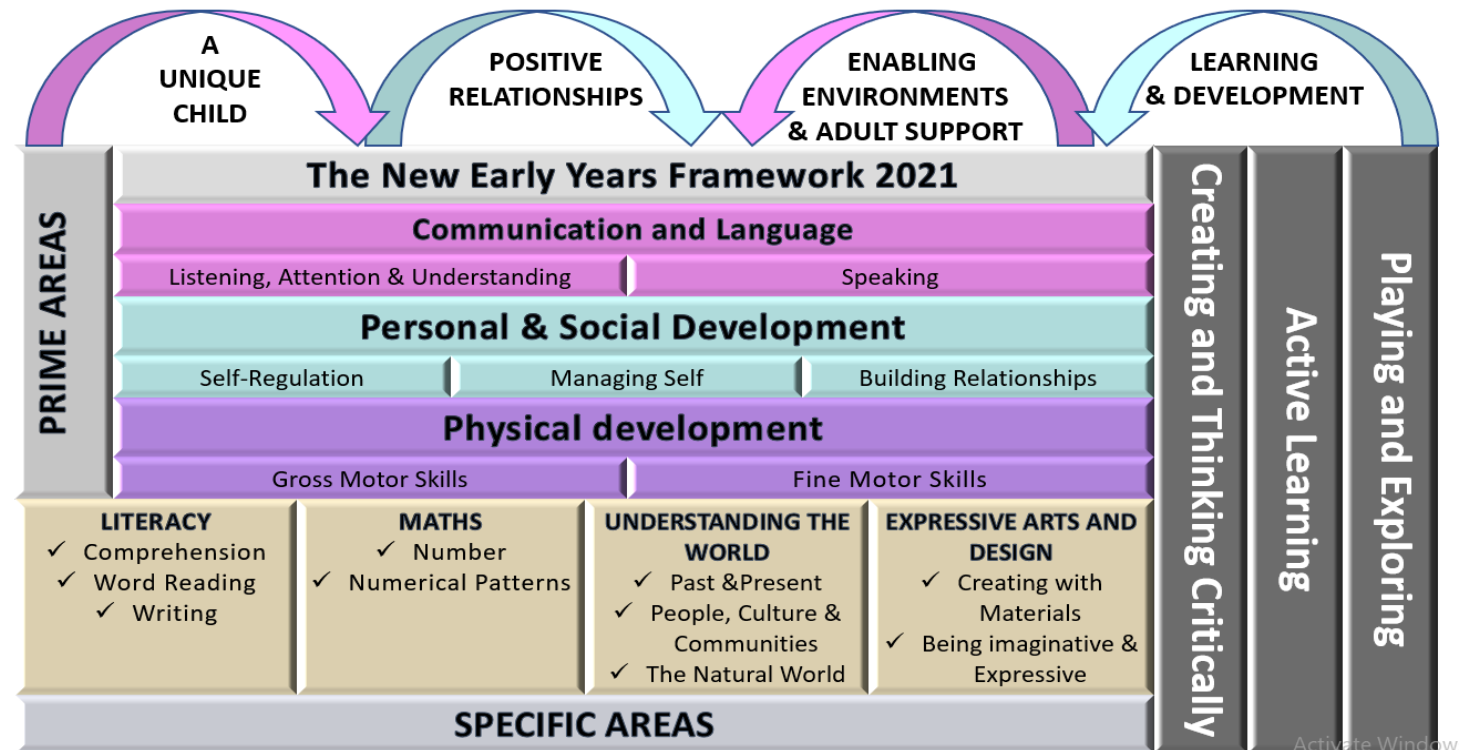 A
UNIQUE
CHILD
POSITIVE
RELATIONSHIPS
ENABLING
ENVIRONMENTS
& ADULT SUPPORT
LEARNING
& DEVELOPMENT
PRIME AREAS
The New Early Years Framework 2021
Communication and Language
Listening, Attention & Understanding
Speaking
Personal & Social Development
Self-Regulation
Managing Self
Building Relationships
Physical development
Gross Motor Skills
Fine Motor Skills
LITERACY
✓ Comprehension
✓ Word Reading
✓ Writing
MATHS
✓ Number
✓ Numerical Patterns
UNDERSTANDING THE
WORLD
✓ Past &Present
✓ People, Culture &
Communities
✓ The Natural World
EXPRESSIVE ARTS AND
DESIGN
✓ Creating with
Materials
✓ Being imaginative &
Expressive
SPECIFIC AREAS
Creating and Thinking Critically
Active Learning
Playing and Exploring
Activate Window